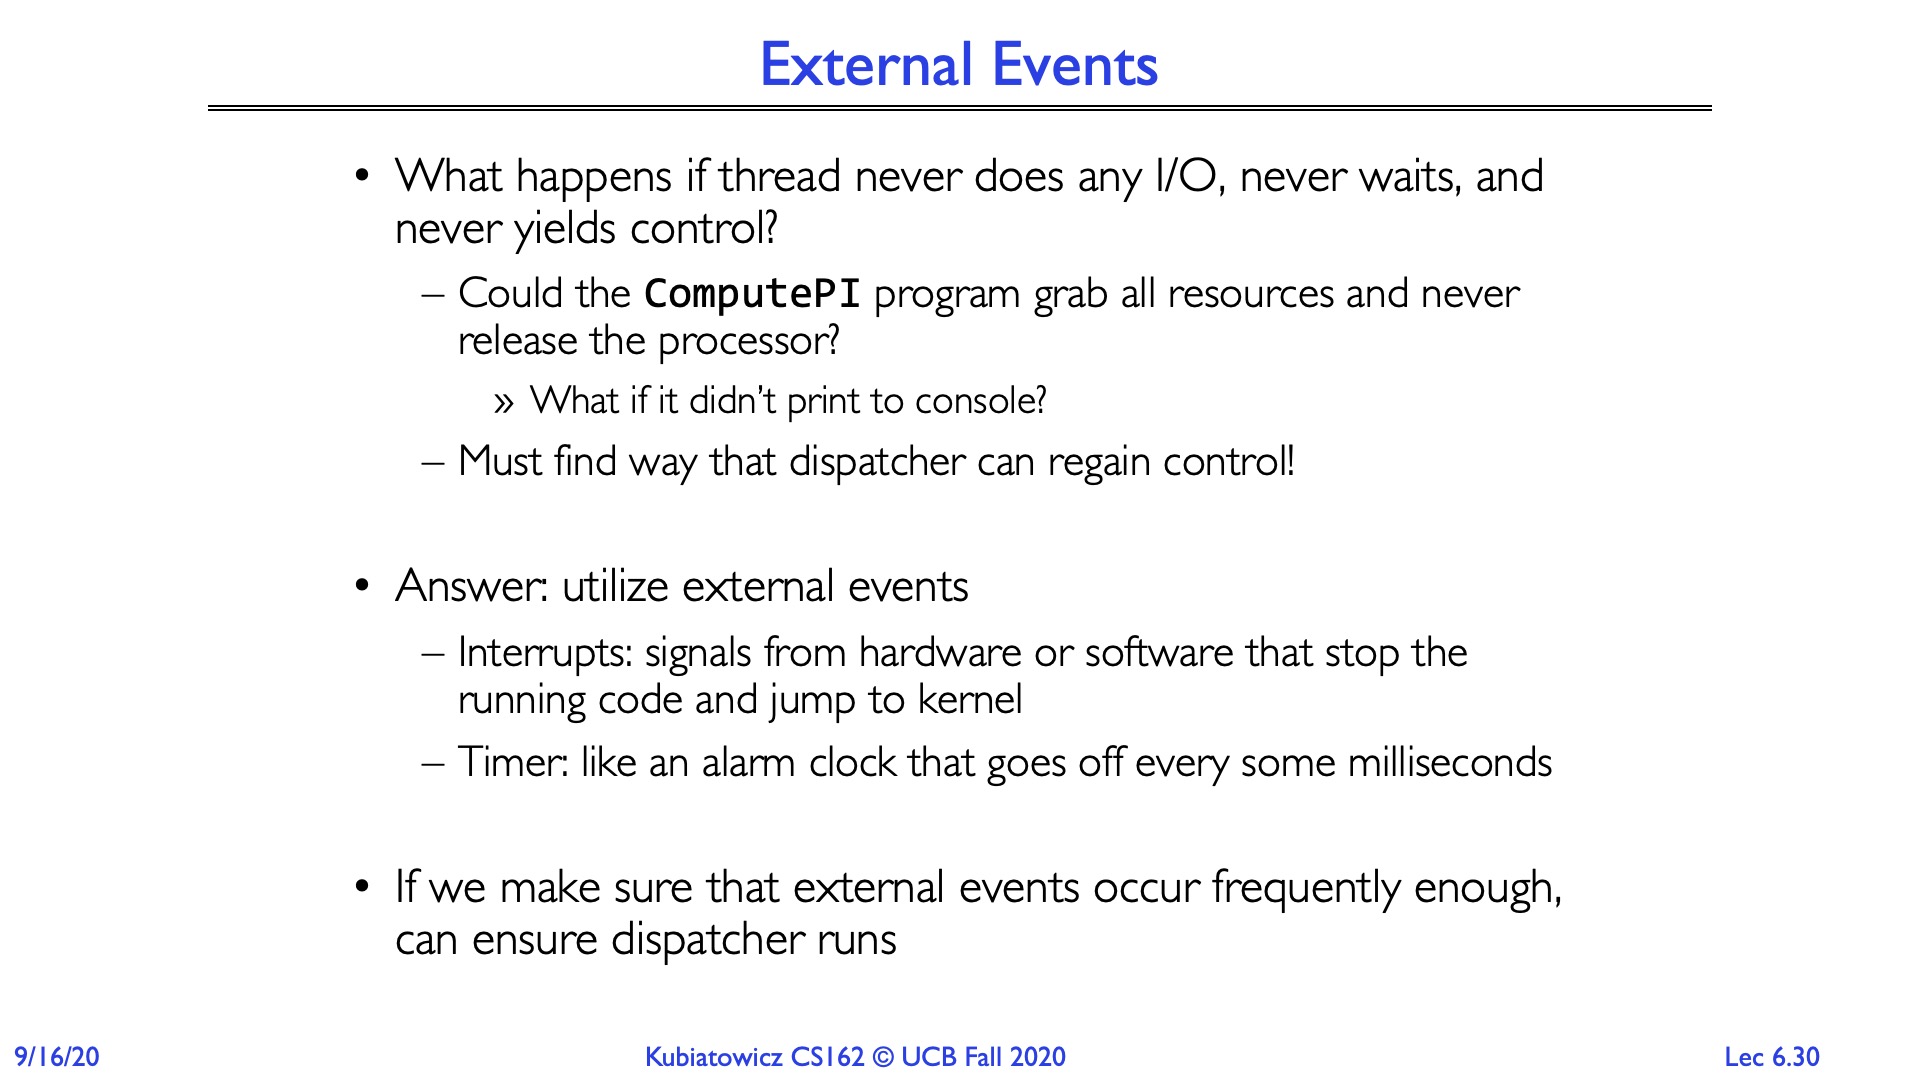 External Events
• What happens if thread never does any I/O, never waits, and
never yields control?
– Could the ComputePI program grab all resources and never
release the processor?
» What if it didn’t print to console?
– Must find way that dispatcher can regain control!
• Answer: utilize external events
– Interrupts: signals from hardware or software that stop the
running code and jump to kernel
– Timer: like an alarm clock that goes off every some milliseconds
• If we make sure that external events occur frequently enough,
can ensure dispatcher runs
9/16/20
Kubiatowicz CS162 © UCB Fall 2020
Lec 6.30